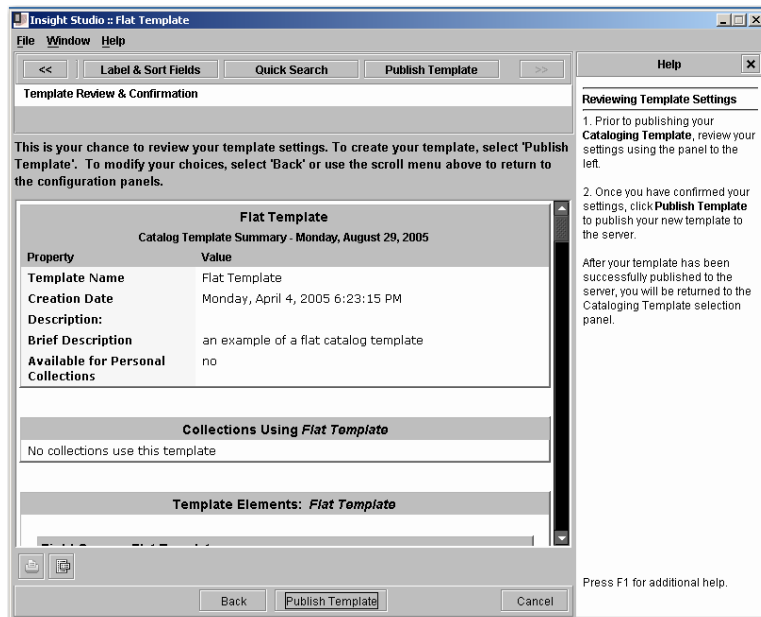 Insight Studio :: Flat Template
File Window Help
<< Label & Sort Fields Quick Search Publish Template >>
Template Review & Confirmation
This is your chance to review your template settings. To create your template, select 'Publish
Template'. To modify your choices, select 'Back' or use the scroll menu above to return to
the configuration panels.
Flat Template
Catalog Template Summary - Monday, August 29, 2005
Property Value
Template Name Flat Template
Creation Date Monday, April 4, 2005 6:23:15 PM
Description:
Brief Description an example of a flat catalog template
Available for Personal no
Collections
Collections Using Flat Template
No collections use this template
Template Elements: Flat Template
Back Publish Template Cancel
Help
Reviewing Template Settings
1. Prior to publishing your
Cataloging Template, review your
settings using the panel to the
left.
2. Once you have confirmed your
settings, click Publish Template
to publish your new template to
the server.
After your template has been
successfully published to the
server, you will be returned to the
Cataloging Template selection
panel.
Press F1 for additional help.